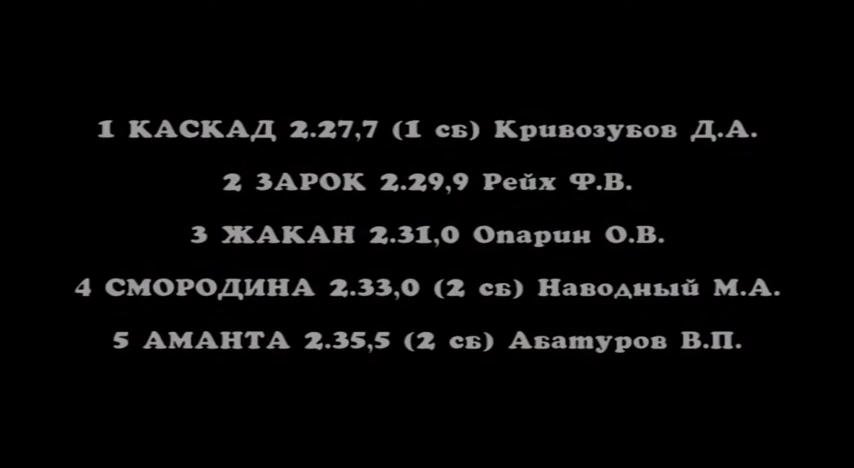 1 КАСКАД 2.27,7 (1 сб) Кривозубов Д.А.
2 ЗАРОК 2.29,9 Рейх Ф.В.
3 ЖАКАН 2.31,0 Опарин О.В.
4 СМОРОДИНА 2.33,0 (2 сб) Наводный М.А.
5 АМАНТА 2.35,5 (2 сб) Абатуров В.П.